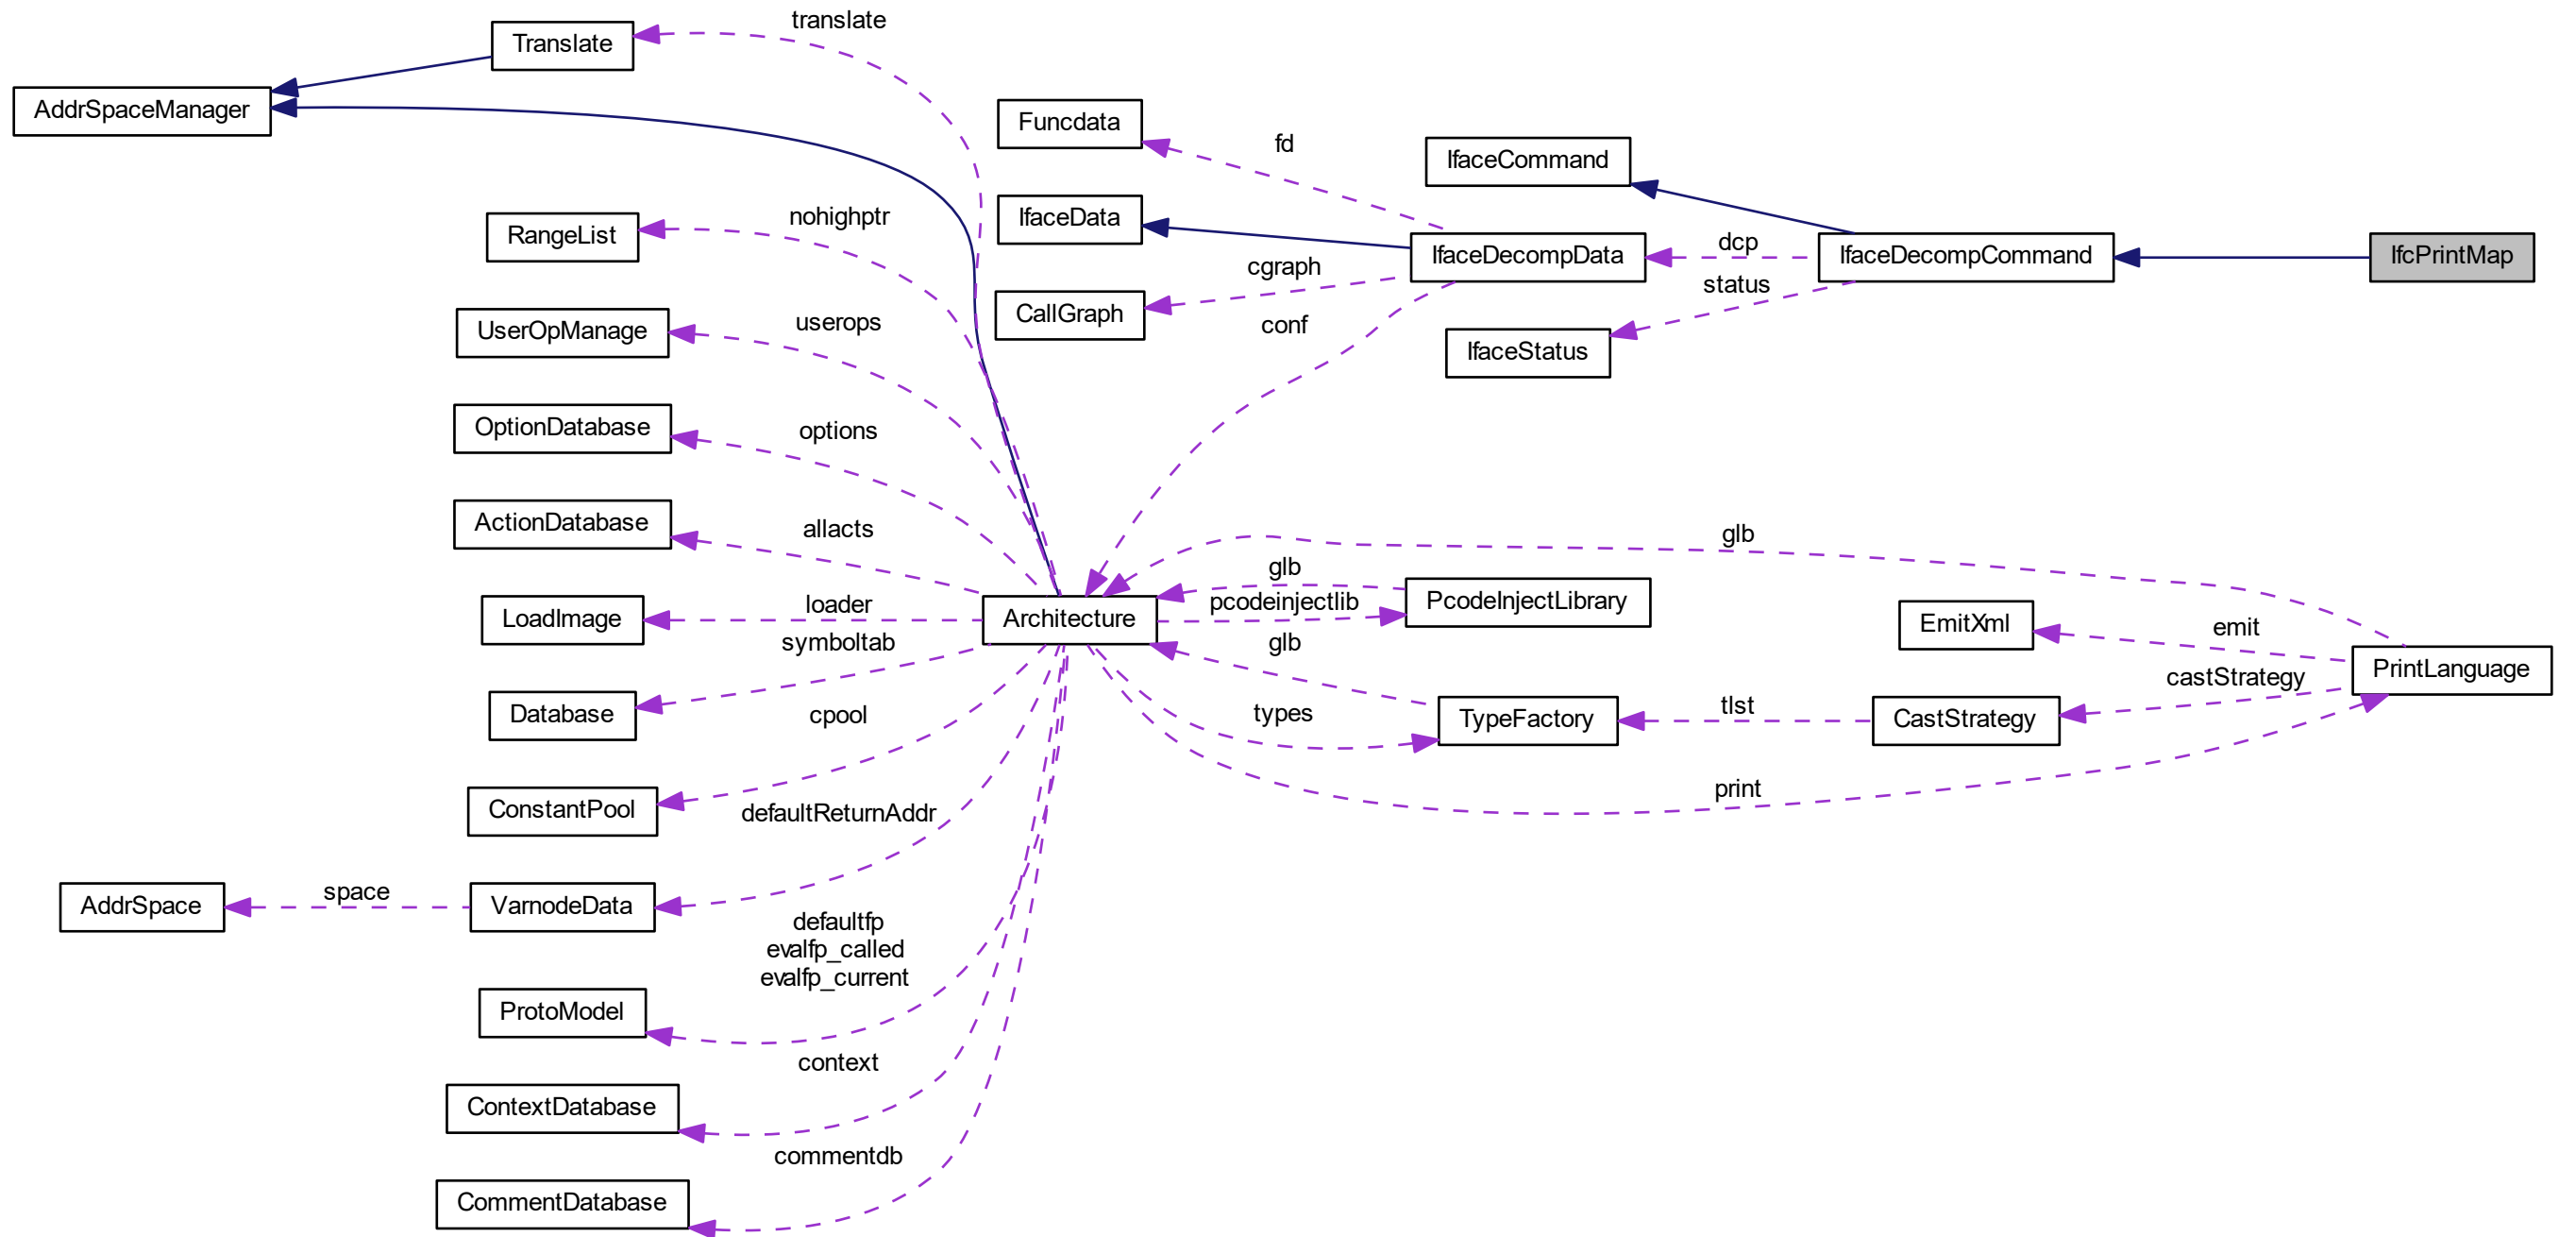 translate
Translate
AddrSpaceManager
Funcdata
fd
IfaceCommand
nohighptr
RangeList
IfaceData
IfaceDecompData
dcp
IfaceDecompCommand
IfcPrintMap
cgraph
status
CallGraph
conf
userops
UserOpManage
IfaceStatus
options
OptionDatabase
allacts
ActionDatabase
glb
glb
loader
LoadImage
Architecture
pcodeinjectlib
PcodeInjectLibrary
EmitXml
emit
symboltab
glb
PrintLanguage
castStrategy
Database
cpool
types
TypeFactory
tlst
CastStrategy
print
ConstantPool
defaultReturnAddr
AddrSpace
space
VarnodeData
defaultfp
evalfp_called
evalfp_current
ProtoModel
context
ContextDatabase
commentdb
CommentDatabase